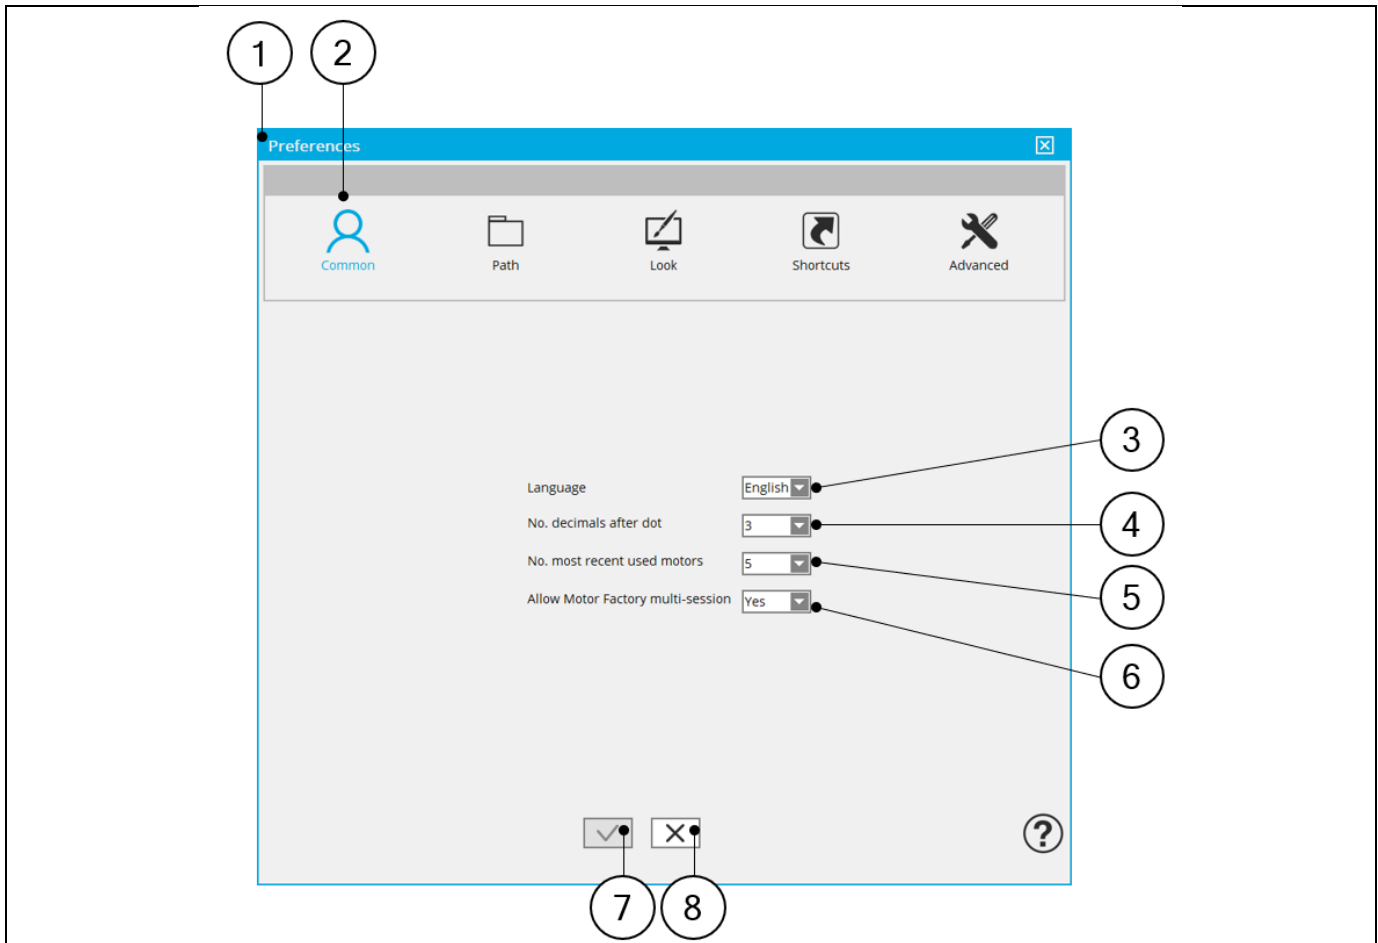 1 2
Preferences
Common Path Look Shortcuts Advanced
3
Language English
No. decimals after dot 3 4
No. most recent used motors 5
5
Allow Motor Factory multi-session Yes
6
?
7 8